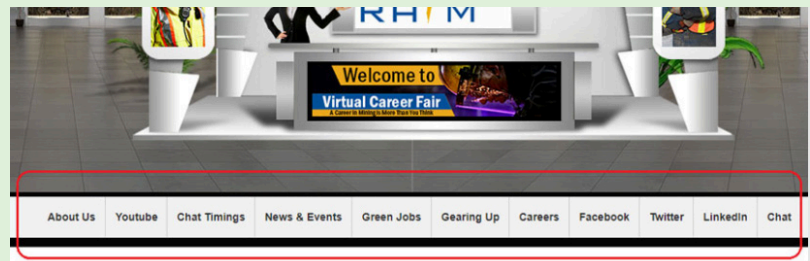 RHiM
Welcome to
Virtual Career Fair
A Career in Mining is More Than You Think
About Us Youtube Chat Timings News & Events Green Jobs Gearing Up Careers Facebook Twitter LinkedIn Chat